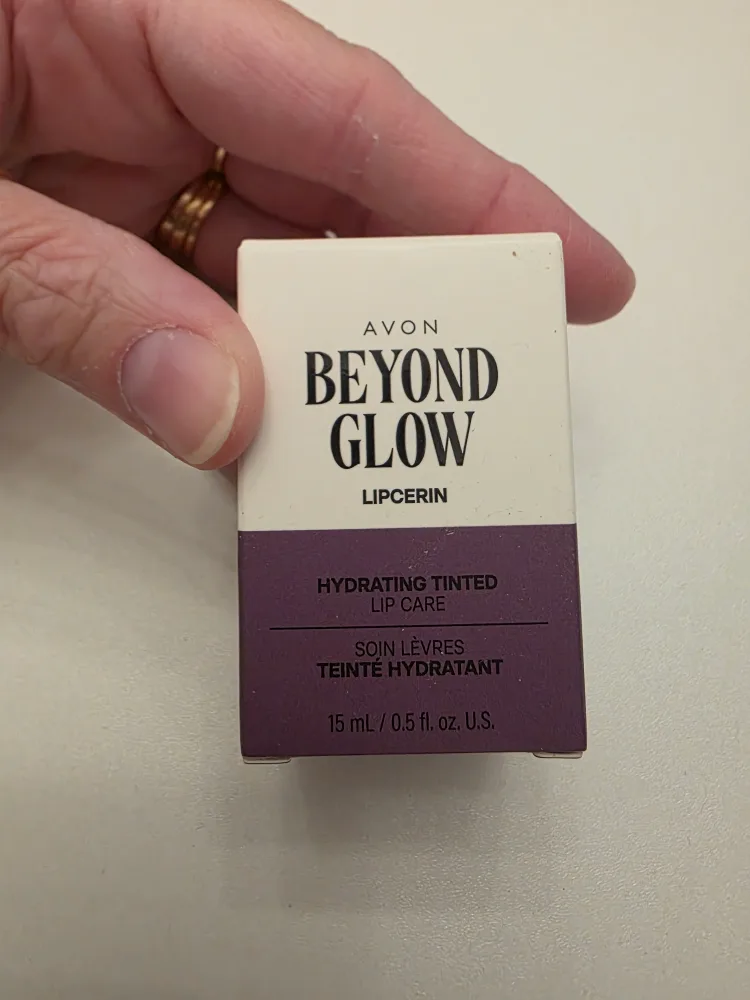 AVON
BEYOND
GLOW
LIPCERIN
HYDRATING TINTED
LIP CARE
SOIN LÈVRES
TEINTÉ HYDRATANT
15 mL / 0.5 fl. oz. U.S.